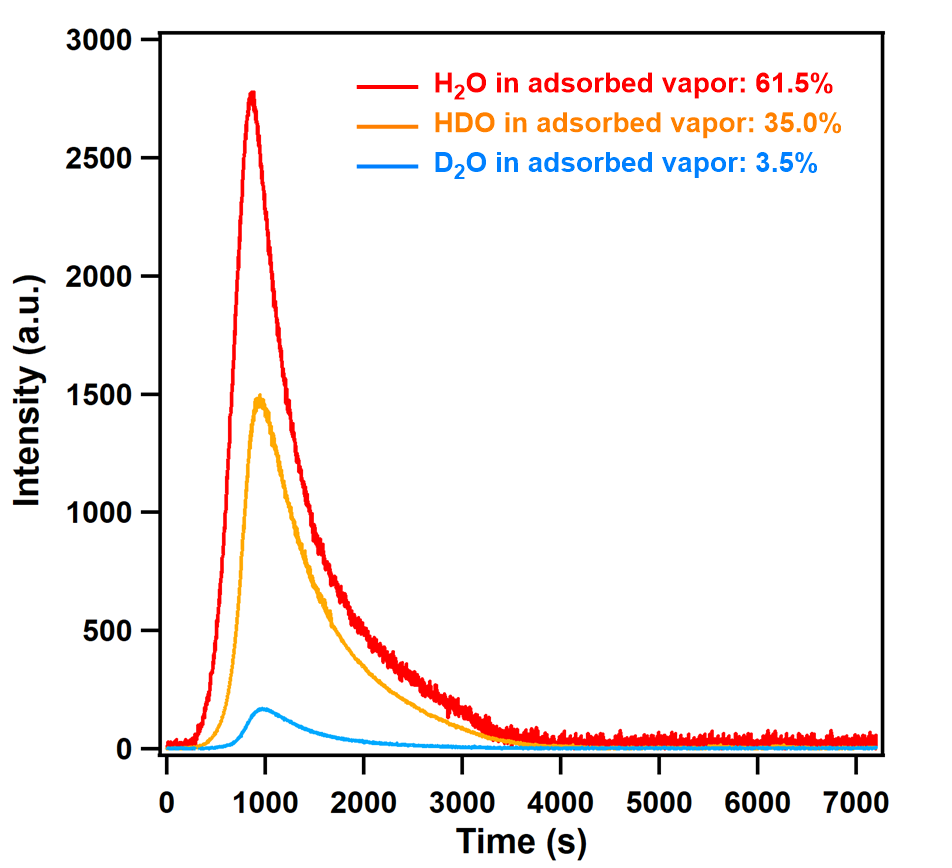 3000
2500
2000
1500
1000
500
0
H₂O in adsorbed vapor: 61.5%
HDO in adsorbed vapor: 35.0%
D₂O in adsorbed vapor: 3.5%
Intensity (a.u.)
0 1000 2000 3000 4000 5000 6000 7000
Time (s)